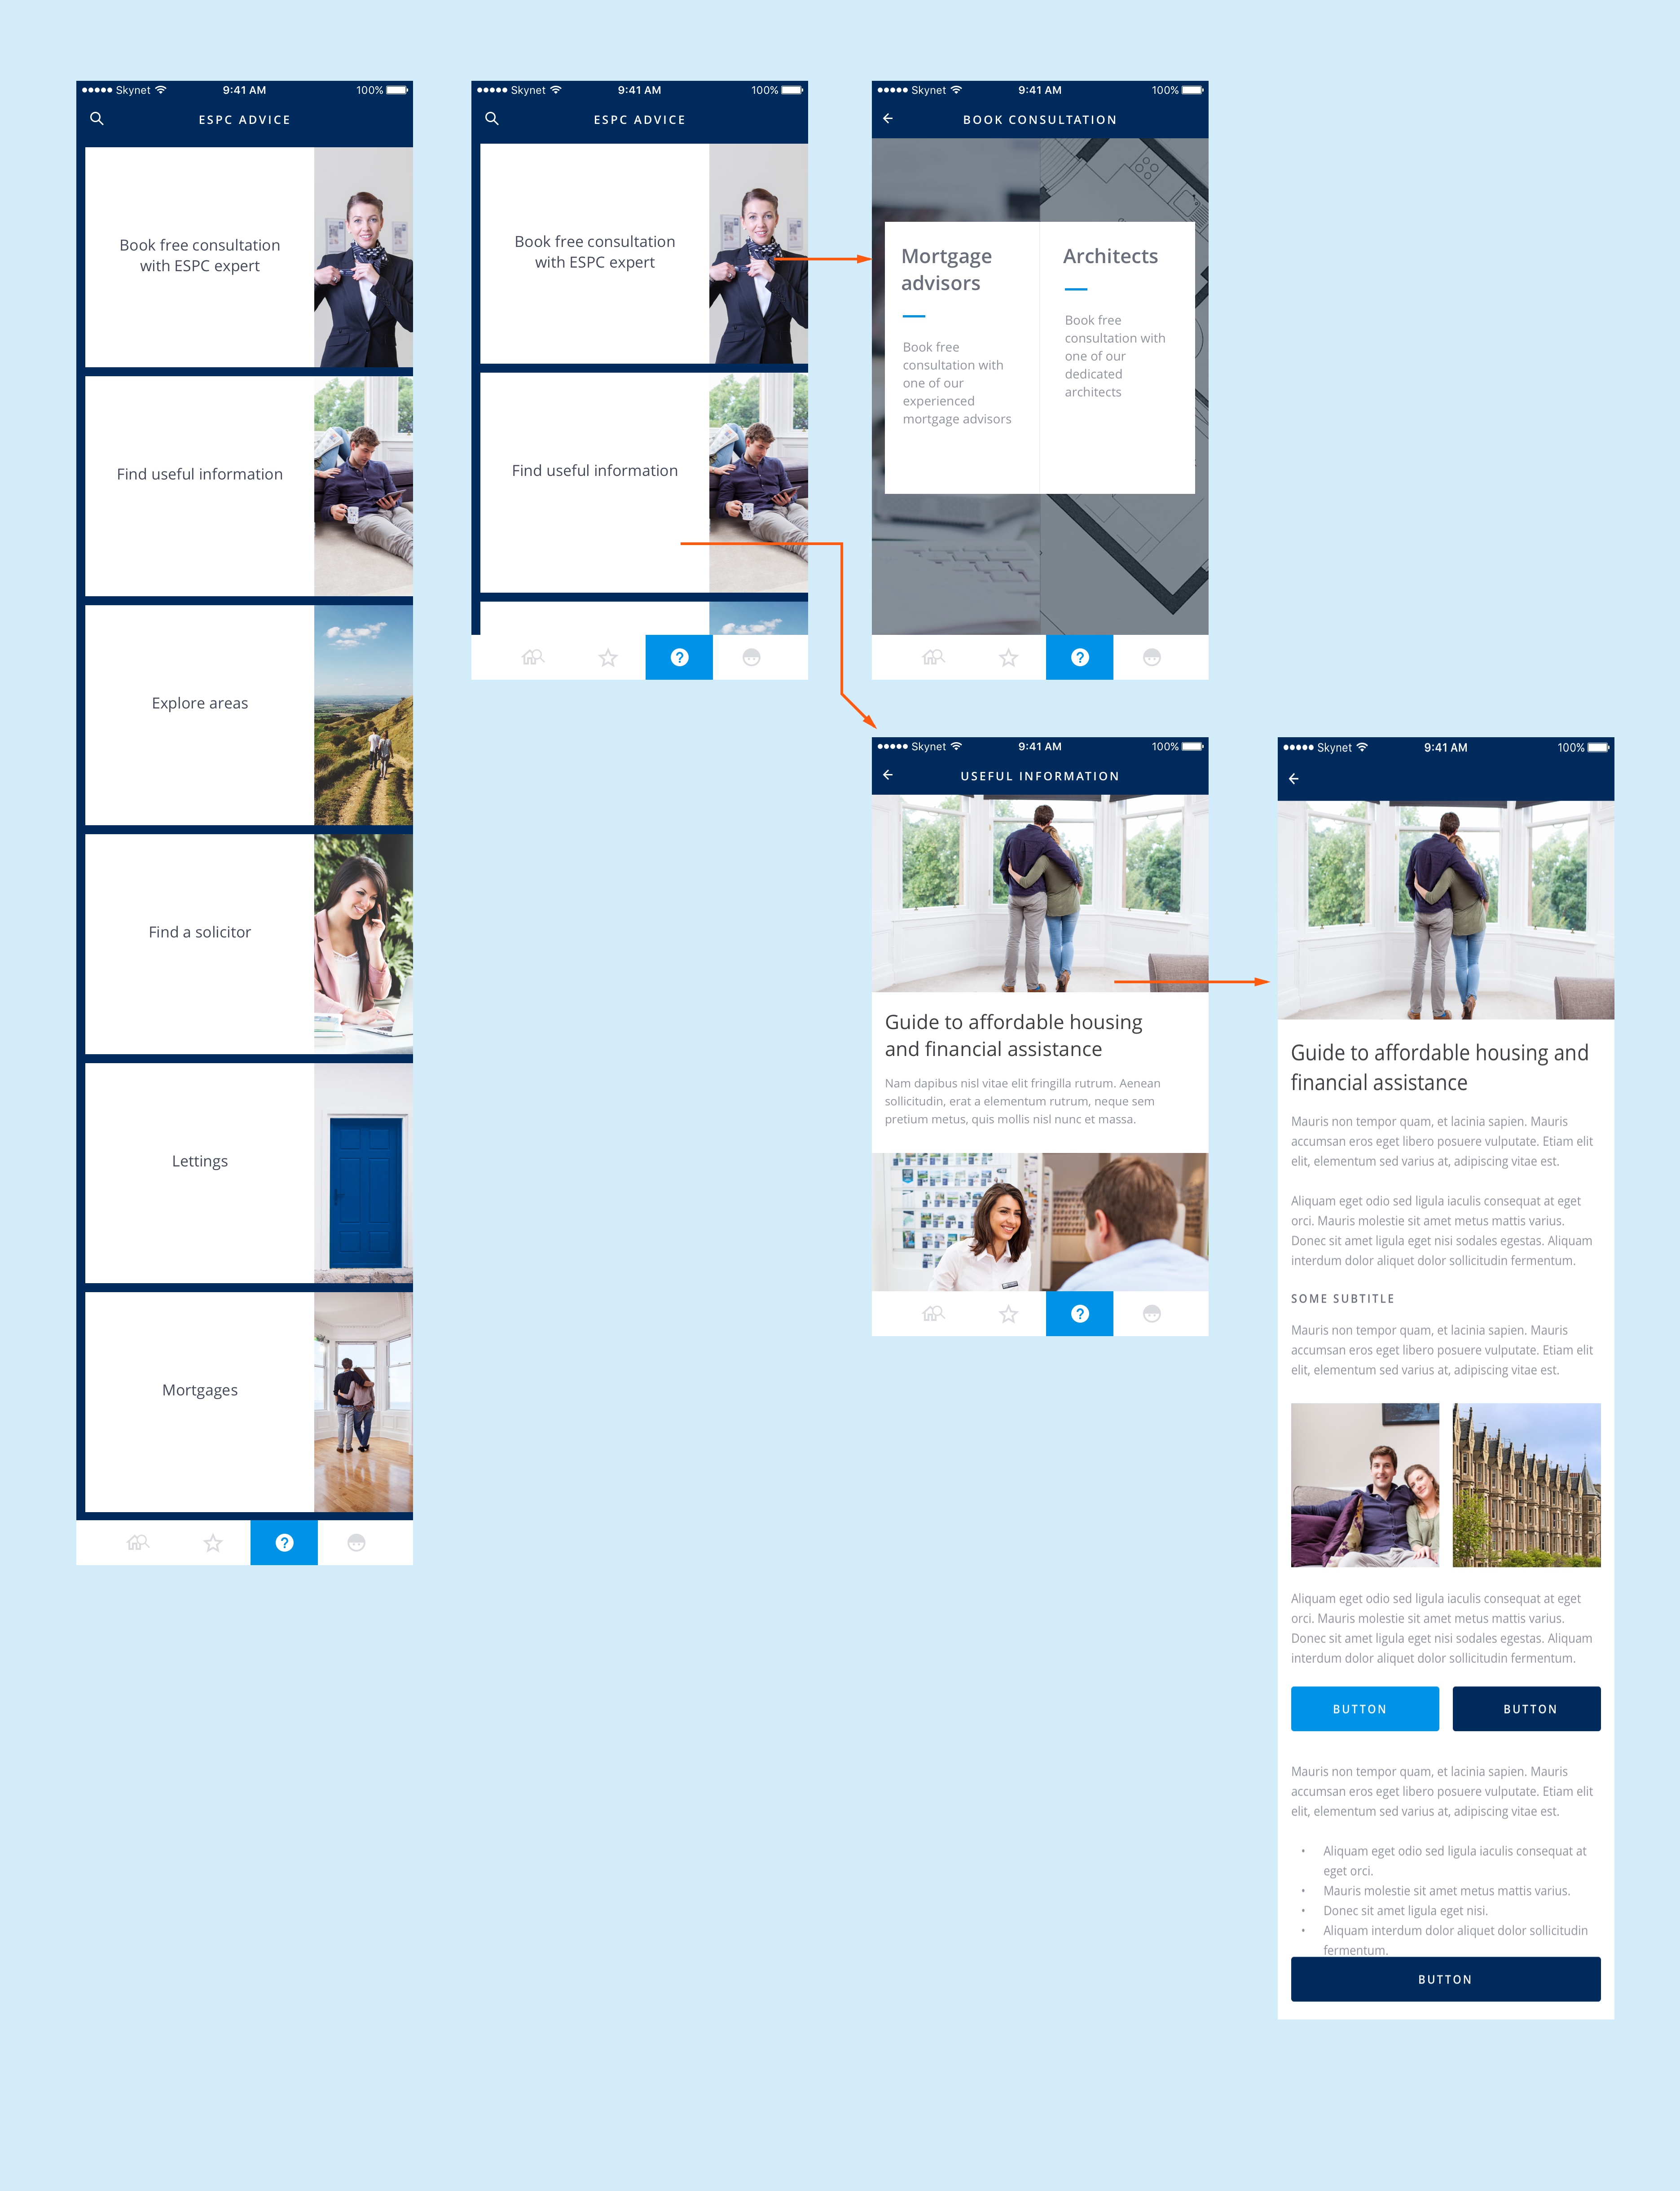 Skynet 9:41 AM 100%
ESPC ADVICE
Book free consultation
with ESPC expert
Find useful information
Explore areas
Find a solicitor
Lettings
Mortgages
?
Skynet 9:41 AM 100%
ESPC ADVICE
Book free consultation
with ESPC expert
Find useful information
?
Skynet 9:41 AM 100%
BOOK CONSULTATION
Mortgage
advisors
Book free
consultation with
one of our
experienced
mortgage advisors
Architects
Book free
consultation with
one of our
dedicated
architects
?
Skynet 9:41 AM 100%
USEFUL INFORMATION
Guide to affordable housing
and financial assistance
Nam dapibus nisl vitae elit fringilla rutrum. Aenean
sollicitudin, erat a elementum rutrum, neque sem
pretium metus, quis mollis nisl nunc et massa.
?
Skynet 9:41 AM 100%
Guide to affordable housing and
financial assistance
Mauris non tempor quam, et lacinia sapien. Mauris
accumsan eros eget libero posuere vulputate. Etiam elit
elit, elementum sed varius at, adipiscing vitae est.
Aliquam eget odio sed ligula iaculis consequat at eget
orci. Mauris molestie sit amet metus mattis varius.
Donec sit amet ligula eget nisi sodales egestas. Aliquam
interdum dolor aliquet dolor sollicitudin fermentum.
SOME SUBTITLE
Mauris non tempor quam, et lacinia sapien. Mauris
accumsan eros eget libero posuere vulputate. Etiam elit
elit, elementum sed varius at, adipiscing vitae est.
Aliquam eget odio sed ligula iaculis consequat at eget
orci. Mauris molestie sit amet metus mattis varius.
Donec sit amet ligula eget nisi sodales egestas. Aliquam
interdum dolor aliquet dolor sollicitudin fermentum.
BUTTON BUTTON
Mauris non tempor quam, et lacinia sapien. Mauris
accumsan eros eget libero posuere vulputate. Etiam elit
elit, elementum sed varius at, adipiscing vitae est.
• Aliquam eget odio sed ligula iaculis consequat at
eget orci.
• Mauris molestie sit amet metus mattis varius.
• Donec sit amet ligula eget nisi.
• Aliquam interdum dolor aliquet dolor sollicitudin
fermentum.
BUTTON